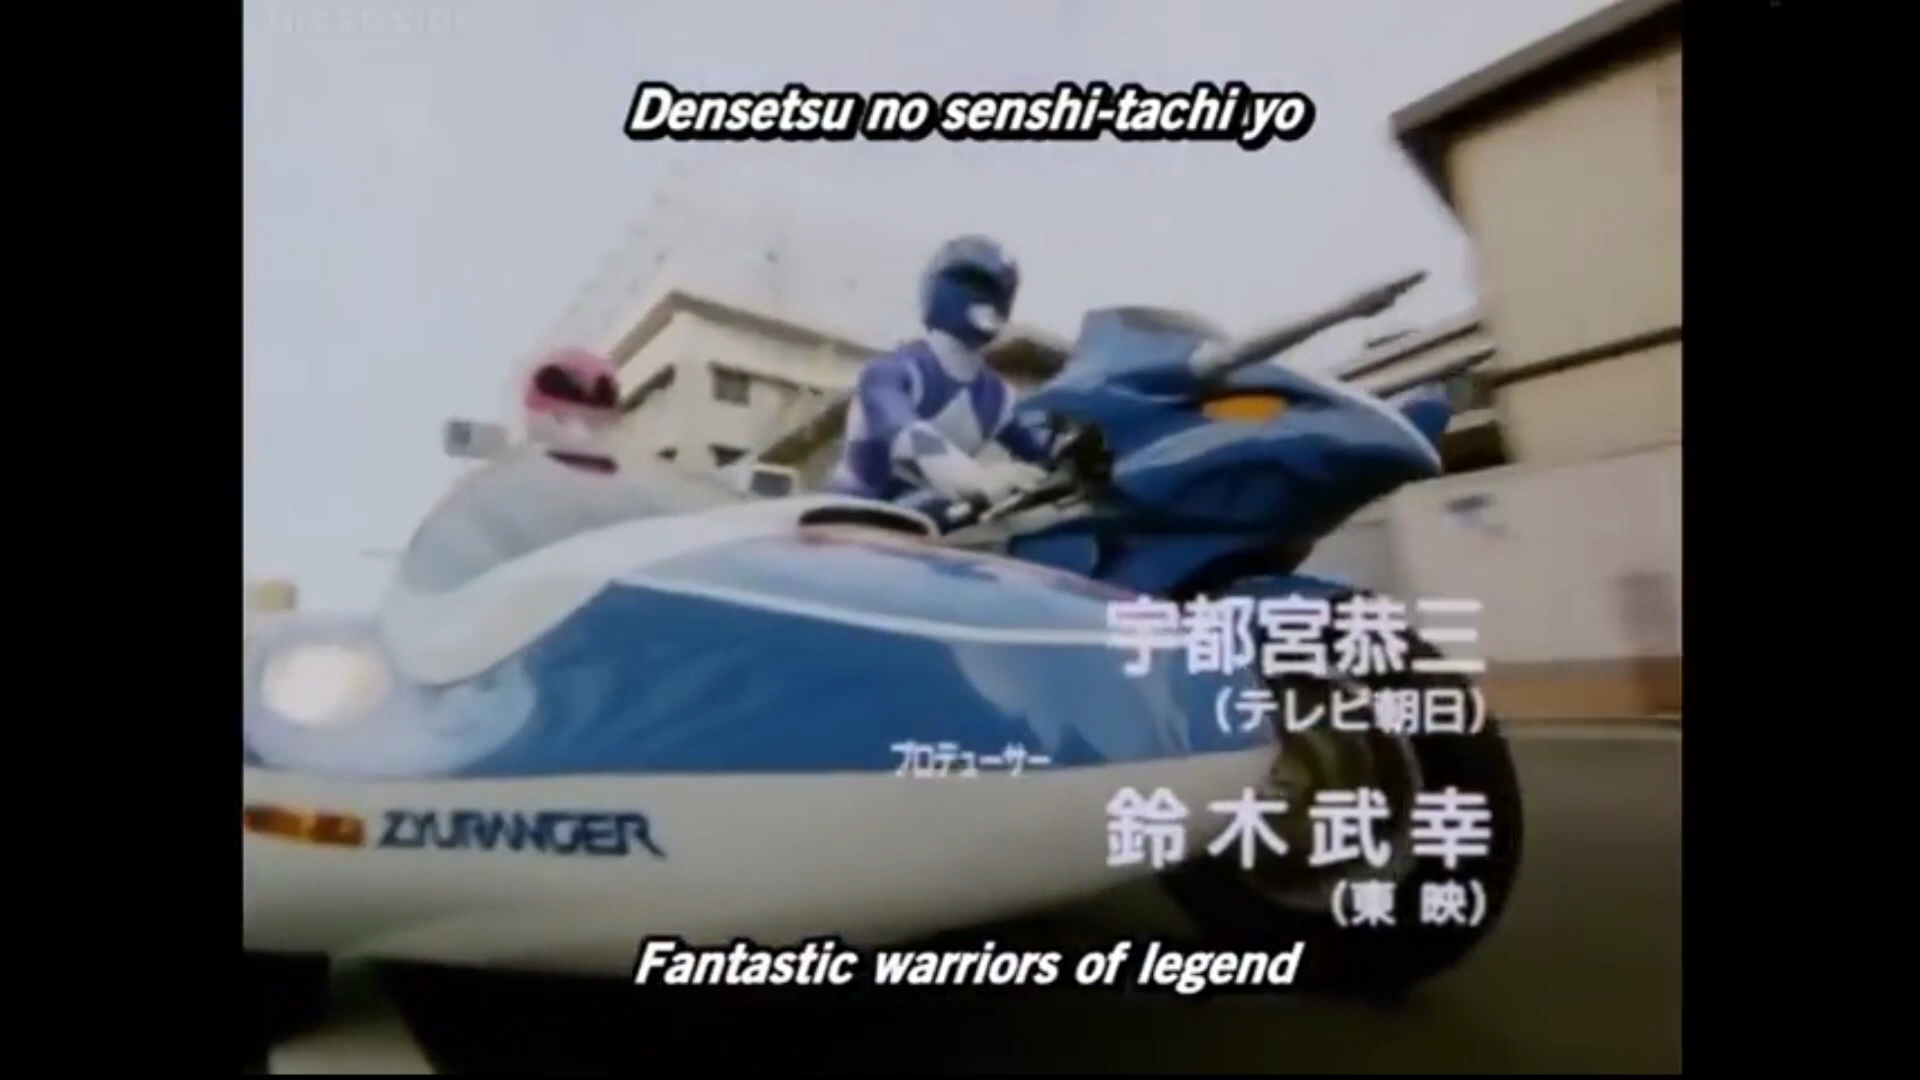 Densetsu no senshi-tachi yo
宇都宮恭三
(テレビ朝日)
プロデューサー
鈴木武幸
(東映)
ZYURANGER
Fantastic warriors of legend